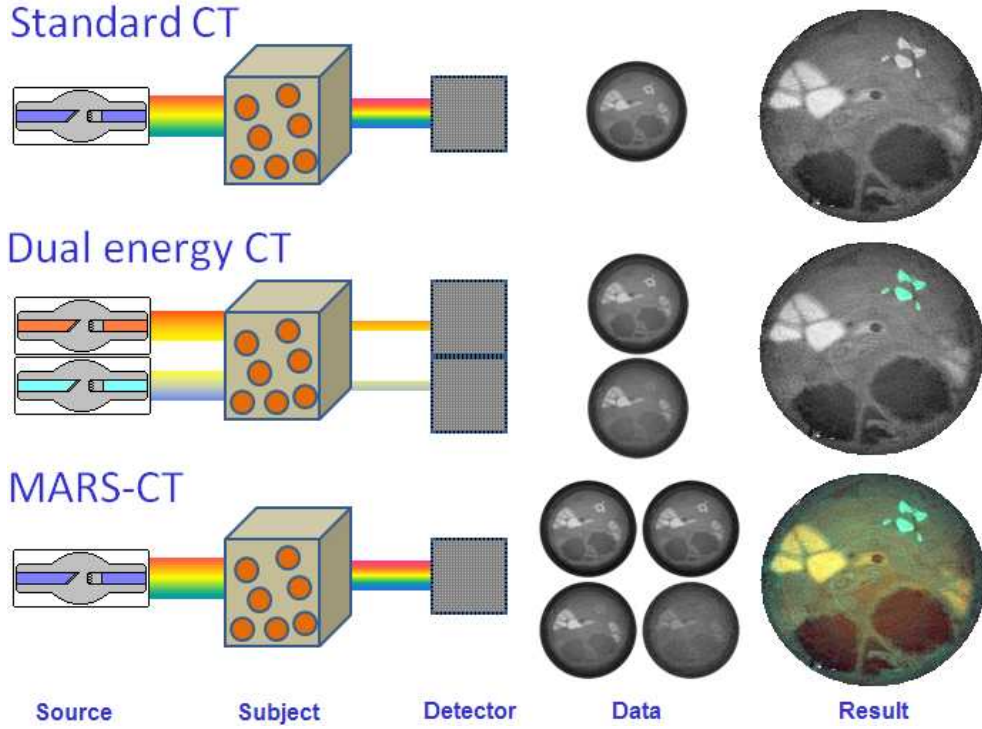 Standard CT
Dual energy CT
MARS-CT
Source Subject Detector Data Result